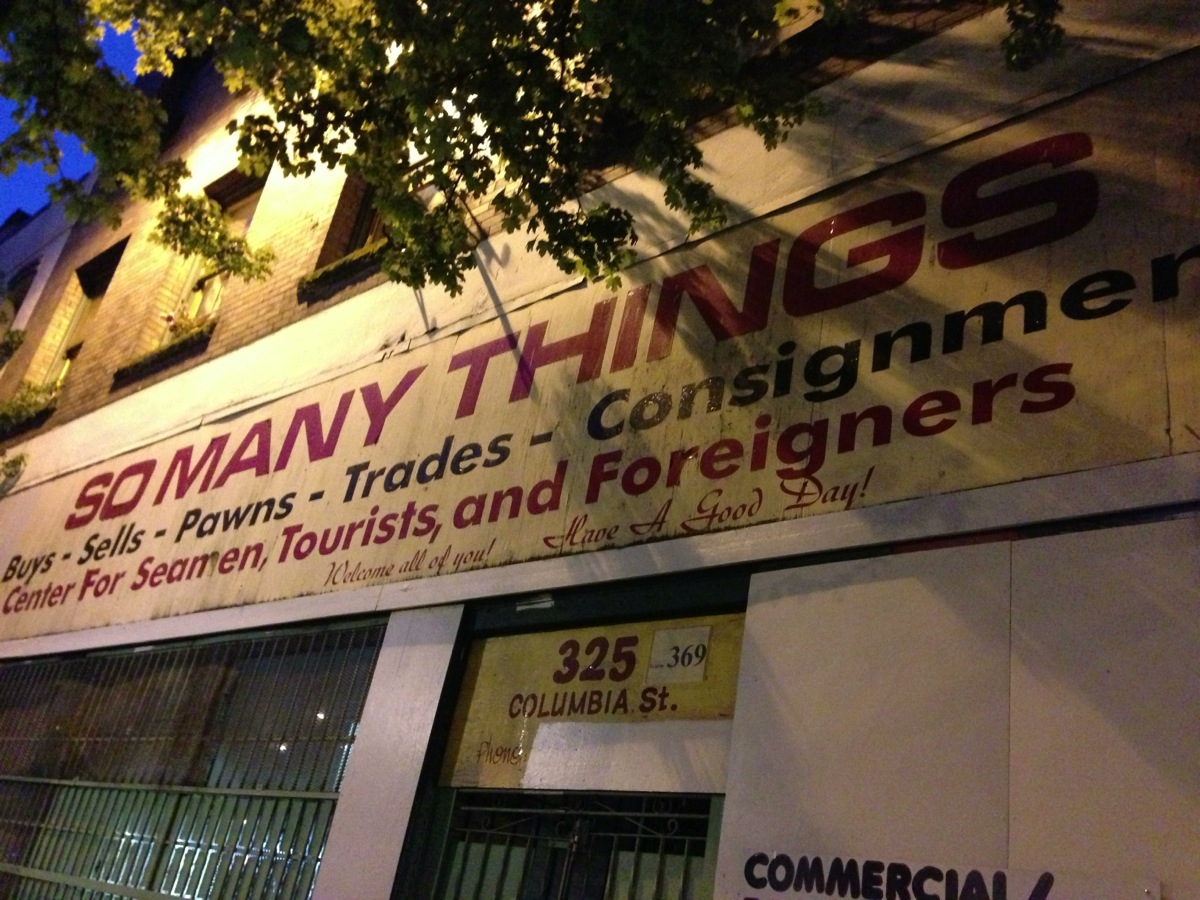 SO MANY THINGS
Buys - Sells - Pawns - Trades - Consignmen
Center For Seamen, Tourists, and Foreigners
Welcome all of you! Have A Good Day!
325 369
COLUMBIA St.
Phone
COMMERCIAL/